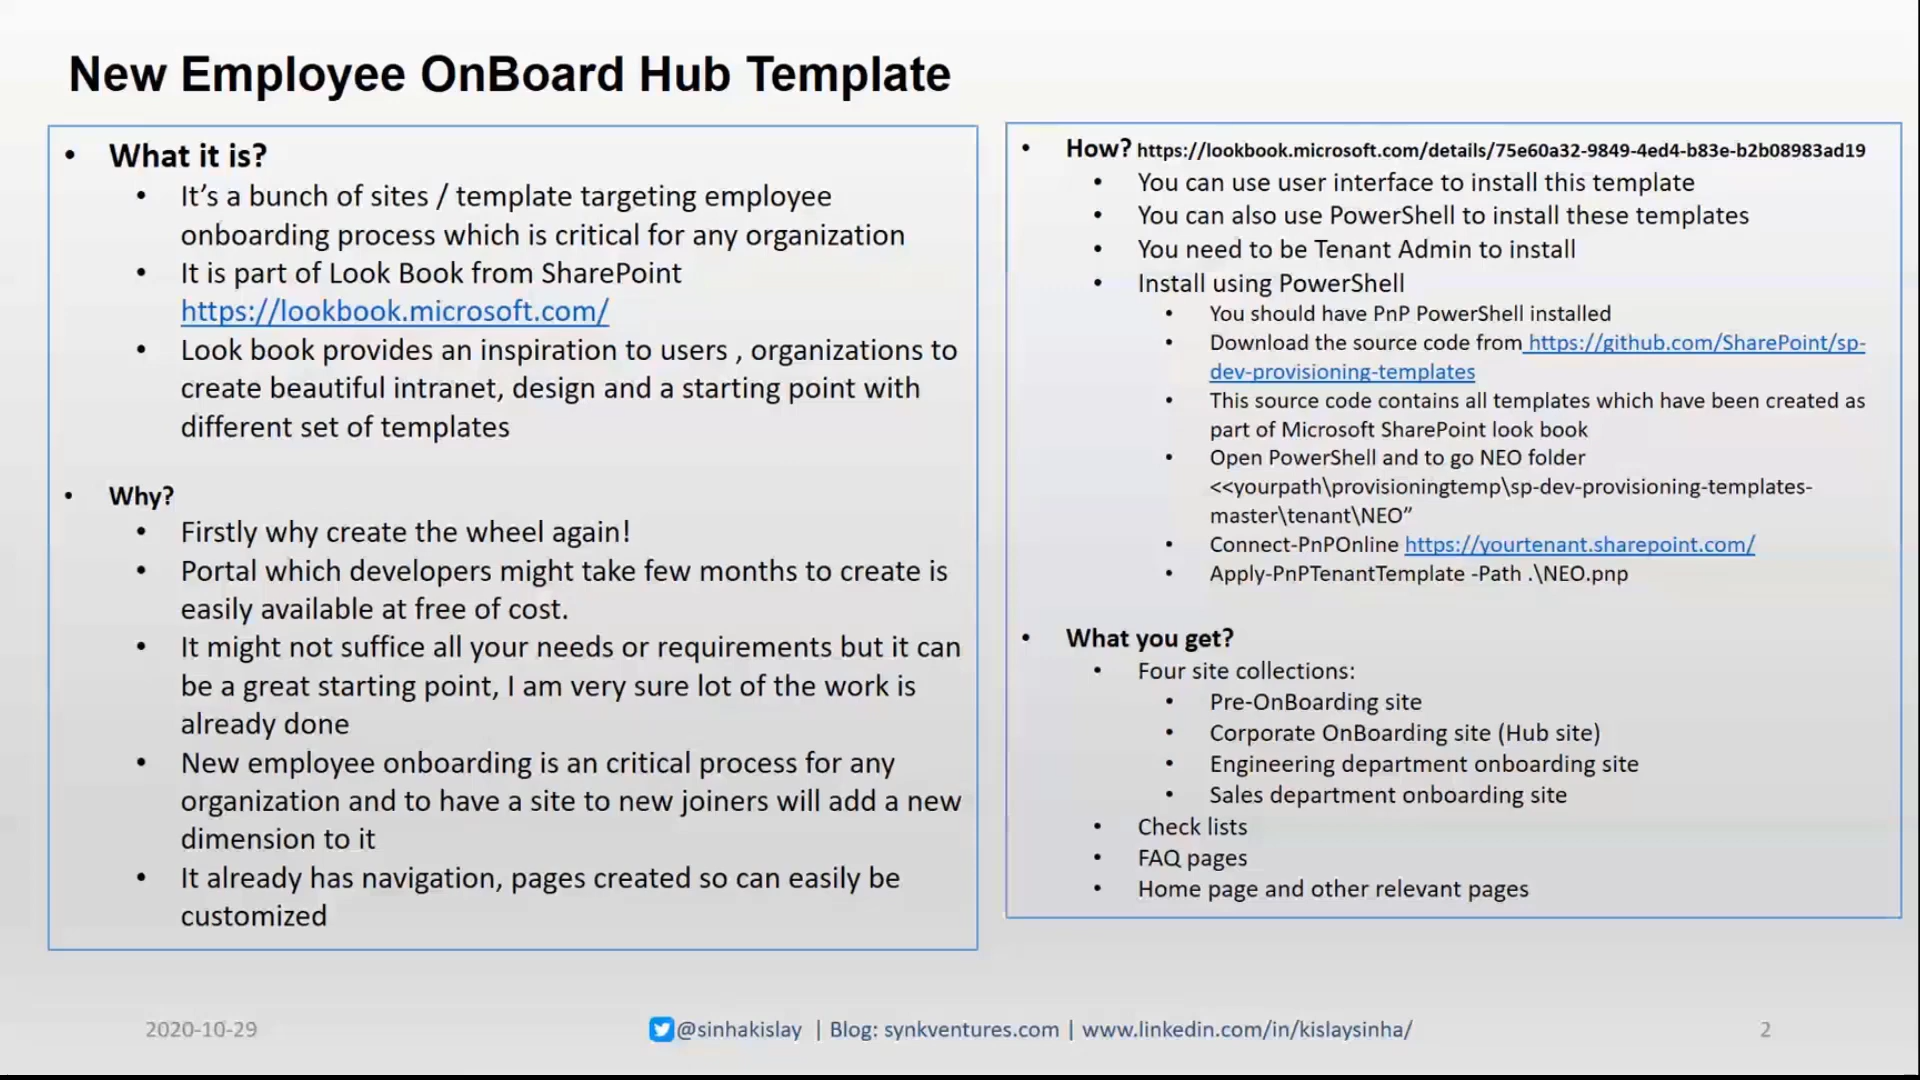 New Employee OnBoard Hub Template
• What it is?
• It’s a bunch of sites / template targeting employee
onboarding process which is critical for any organization
• It is part of Look Book from SharePoint
https://lookbook.microsoft.com/
• Look book provides an inspiration to users , organizations to
create beautiful intranet, design and a starting point with
different set of templates
• Why?
• Firstly why create the wheel again!
• Portal which developers might take few months to create is
easily available at free of cost.
• It might not suffice all your needs or requirements but it can
be a great starting point, I am very sure lot of the work is
already done
• New employee onboarding is an critical process for any
organization and to have a site to new joiners will add a new
dimension to it
• It already has navigation, pages created so can easily be
customized
• How? https://lookbook.microsoft.com/details/75e60a32-9849-4ed4-b83e-b2b08983ad19
• You can use user interface to install this template
• You can also use PowerShell to install these templates
• You need to be Tenant Admin to install
• Install using PowerShell
• You should have PnP PowerShell installed
• Download the source code from https://github.com/SharePoint/sp-
dev-provisioning-templates
• This source code contains all templates which have been created as
part of Microsoft SharePoint look book
• Open PowerShell and to go NEO folder
<<yourpath\provisioningtemp\sp-dev-provisioning-templates-
master\tenant\NEO”
• Connect-PnPOnline https://yourtenant.sharepoint.com/
• Apply-PnPTenantTemplate -Path .\NEO.pnp
• What you get?
• Four site collections:
• Pre-OnBoarding site
• Corporate OnBoarding site (Hub site)
• Engineering department onboarding site
• Sales department onboarding site
• Check lists
• FAQ pages
• Home page and other relevant pages
2020-10-29
@sinhakislay | Blog: synkventures.com | www.linkedin.com/in/kislaysinha/
2